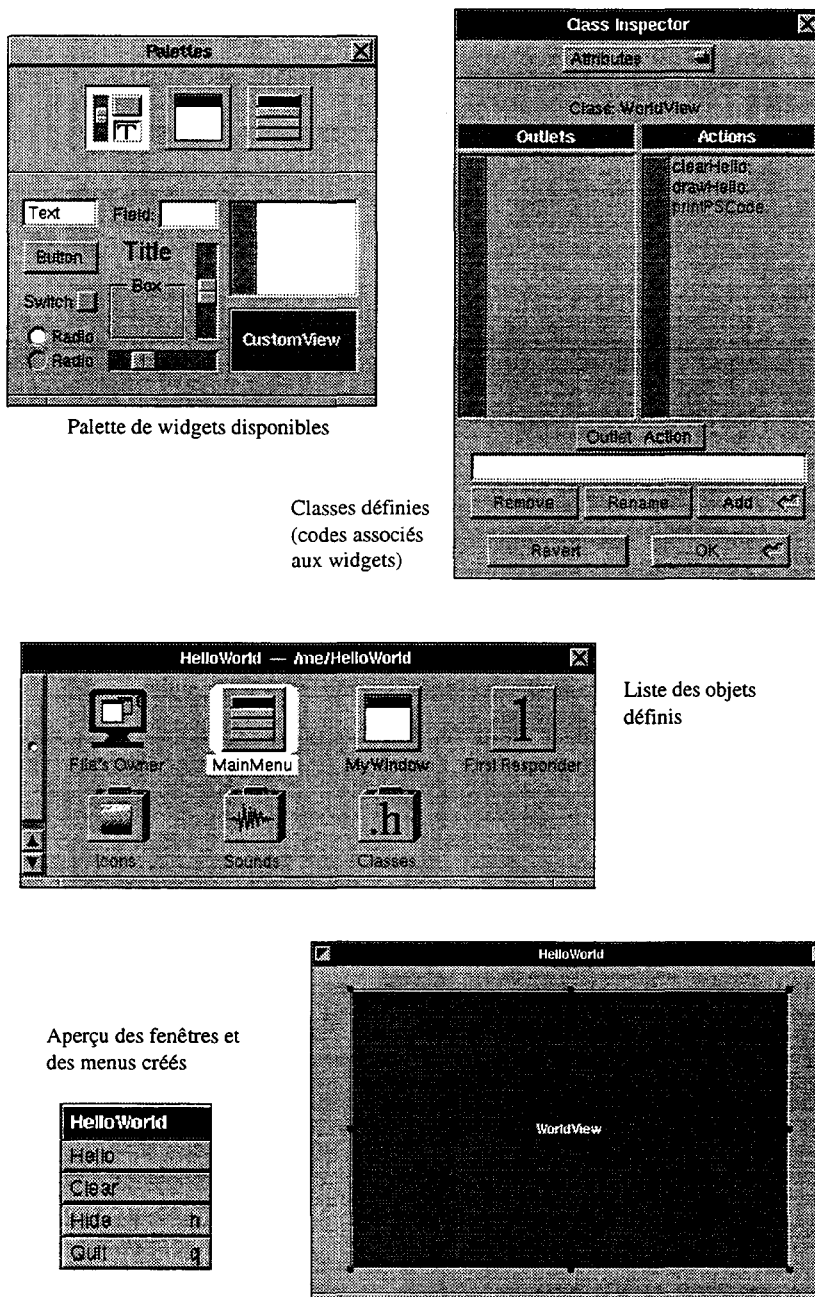 Palettes
Text
Field:
Button
Title
Box
Switch
Radio
Radio
CustomView
Palette de widgets disponibles
Class Inspector
Attributes
Class: WorldView
Outlets
Actions
clearHello:
drawHello:
printPSCode:
Outlet Action
Remove
Rename
Add
Revert
OK
Classes définies
(codes associés
aux widgets)
HelloWorld — /me/HelloWorld
File's Owner
MainMenu
MyWindow
First Responder
1
Icons
Sounds
.h
Classes
Liste des objets
définis
Aperçu des fenêtres et
des menus créés
HelloWorld
Hello
Clear
Hide h
Quit q
HelloWorld
WorldView